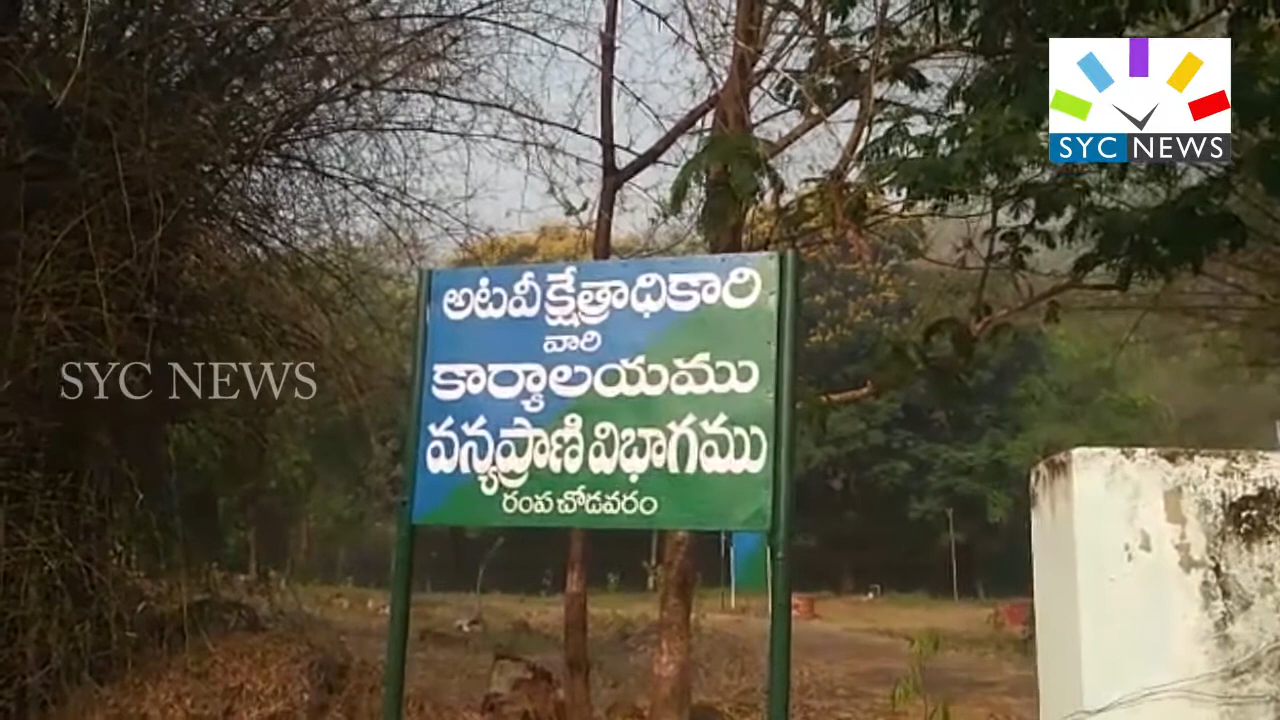 SYC NEWS
అటవీ క్షేత్రాధికారి
వారి
కార్యాలయము
వన్యప్రాణి విభాగము
రంప చోడవరం
SYC NEWS